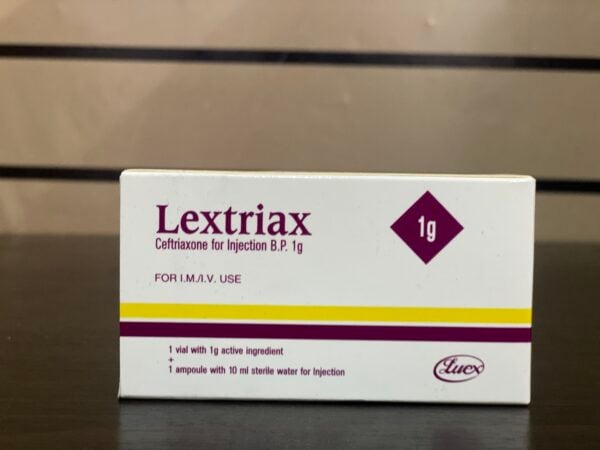 Lextriax
Ceftriaxone for Injection B.P. 1g
1g
FOR I.M./I.V. USE
1 vial with 1g active ingredient
+
1 ampoule with 10 ml sterile water for Injection
Luex